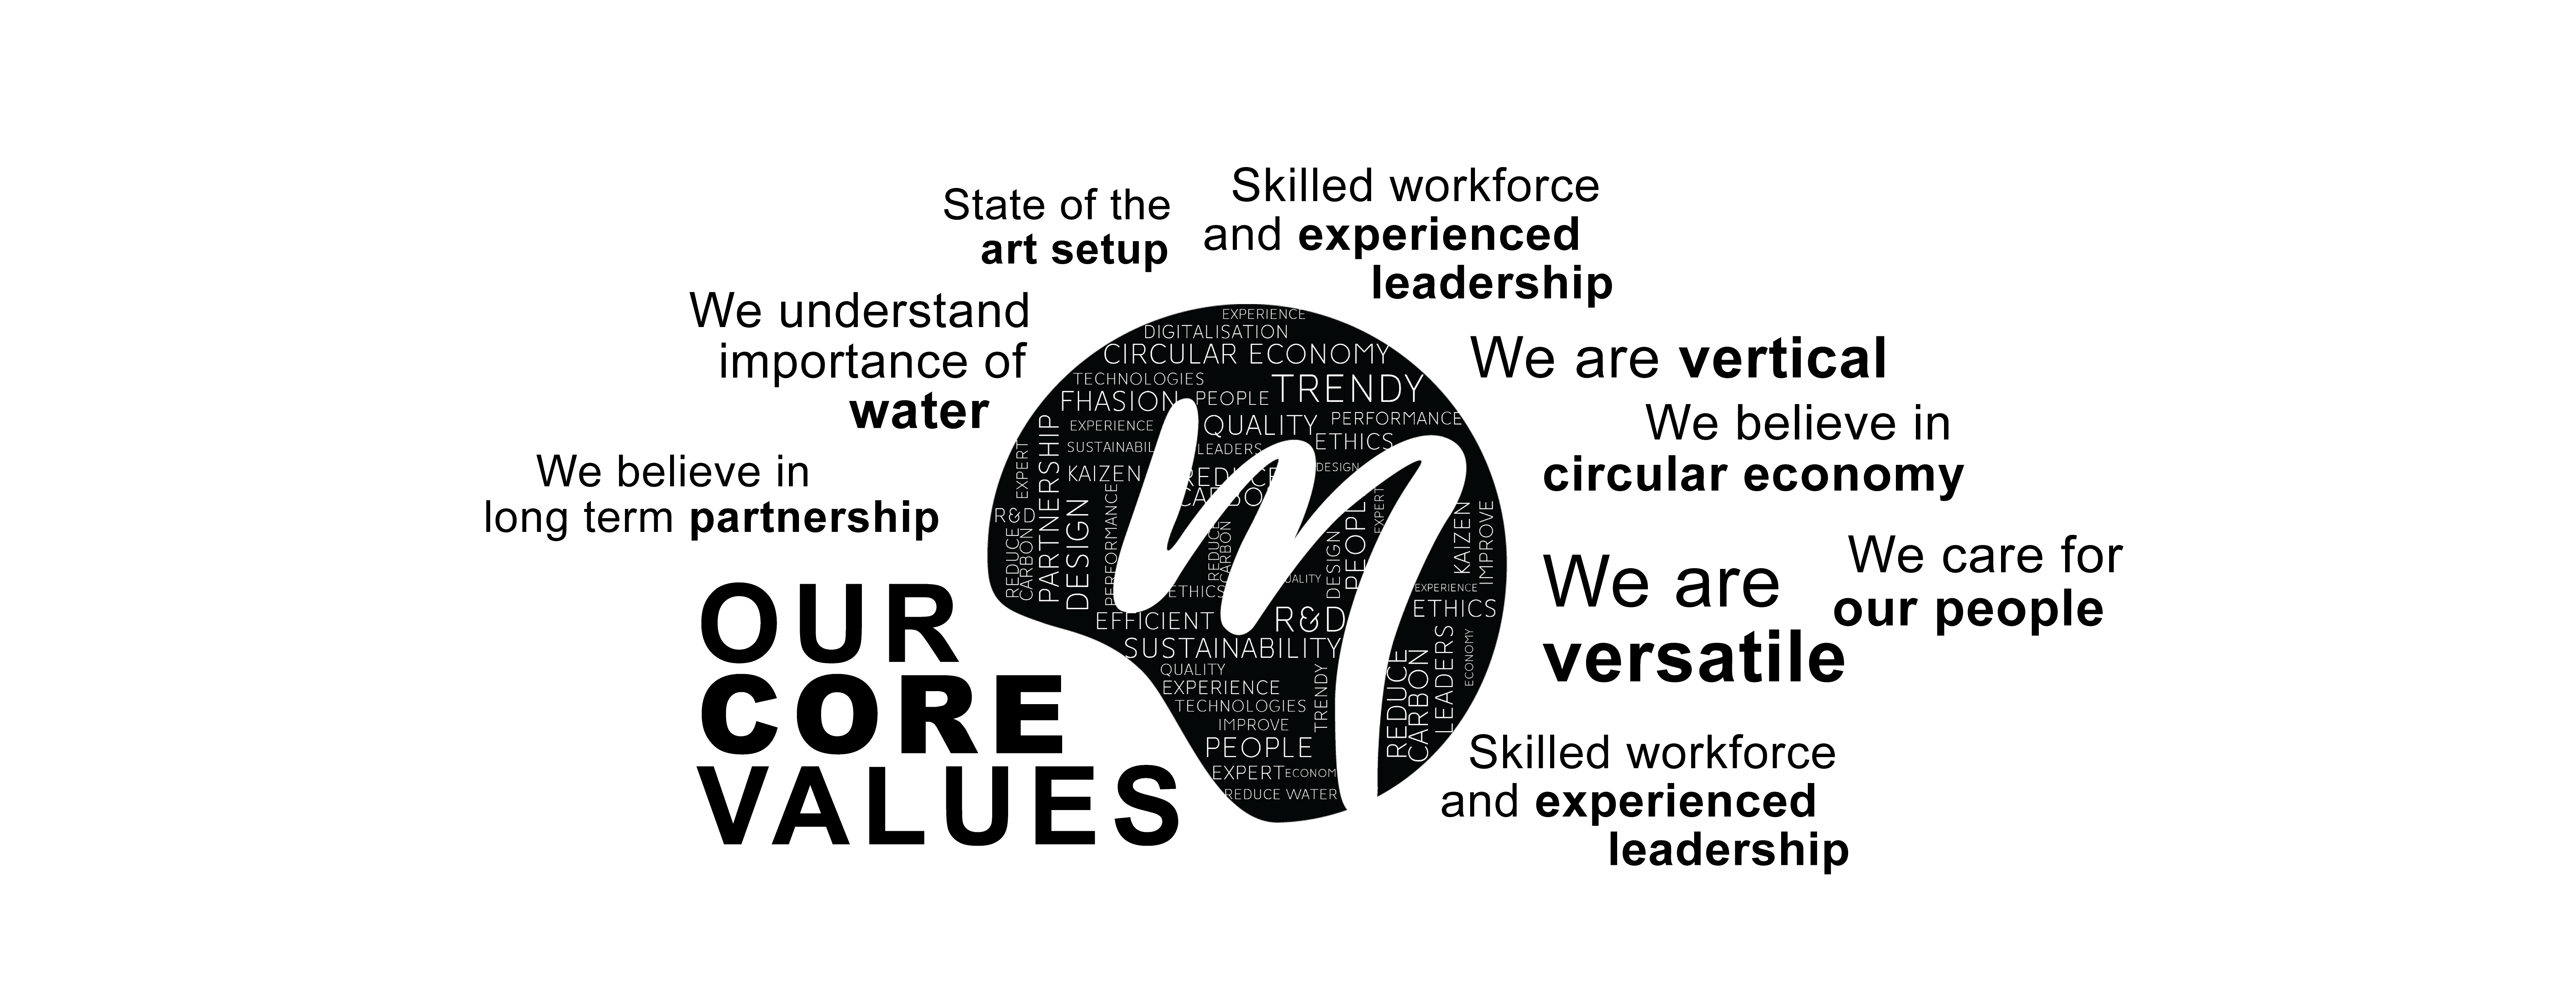 State of the
art setup
Skilled workforce
and experienced
leadership
We understand
importance of
water
We are vertical
We believe in
circular economy
We believe in
long term partnership
We are
versatile
We care for
our people
OUR
CORE
VALUES
Skilled workforce
and experienced
leadership
EXPERIENCE
DIGITALISATION
CIRCULAR ECONOMY
TECHNOLOGIES
TRENDY
FHASION
PEOPLE
QUALITY
PERFORMANCE
EXPERIENCE
ETHICS
SUSTAINABIL
LEADERS
KAIZEN
REDUCE
CARBO
DESIGN
EXPERT
PARTNERSHIP
R&D
REDUCE
CARBON
DESIGN
PERFORMANCE
REDUCE
CARBON
ETHICS
UALITY
DESIGN
PEOPL
EXPERT
KAIZEN
IMPROVE
EXPERIENCE
ETHICS
EFFICIENT
R&D
SUSTAINABILITY
QUALITY
EXPERIENCE
TECHNOLOGIES
IMPROVE
TRENDY
PEOPLE
EXPERT
ECONOM
REDUCE WATER
REDUCE
CARBON
LEADERS
ECONOMY
m